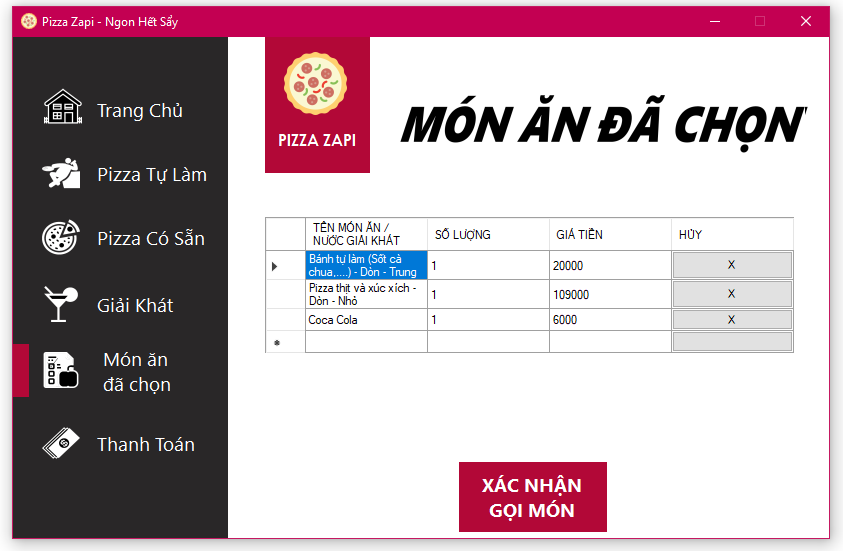 Pizza Zapi - Ngon Hết Sẩy
Trang Chủ
Pizza Tự Làm
Pizza Có Sẵn
Giải Khát
Món ăn
đã chọn
Thanh Toán
PIZZA ZAPI
MÓN ĂN ĐÃ CHỌN
TÊN MÓN ĂN /
NƯỚC GIẢI KHÁT
SỐ LƯỢNG
GIÁ TIỀN
HỦY
Bánh tự làm (Sốt cà
chua,....) - Dòn - Trung
1
20000
X
Pizza thịt và xúc xích -
Dòn - Nhỏ
1
109000
X
Coca Cola
1
6000
X
XÁC NHẬN
GỌI MÓN